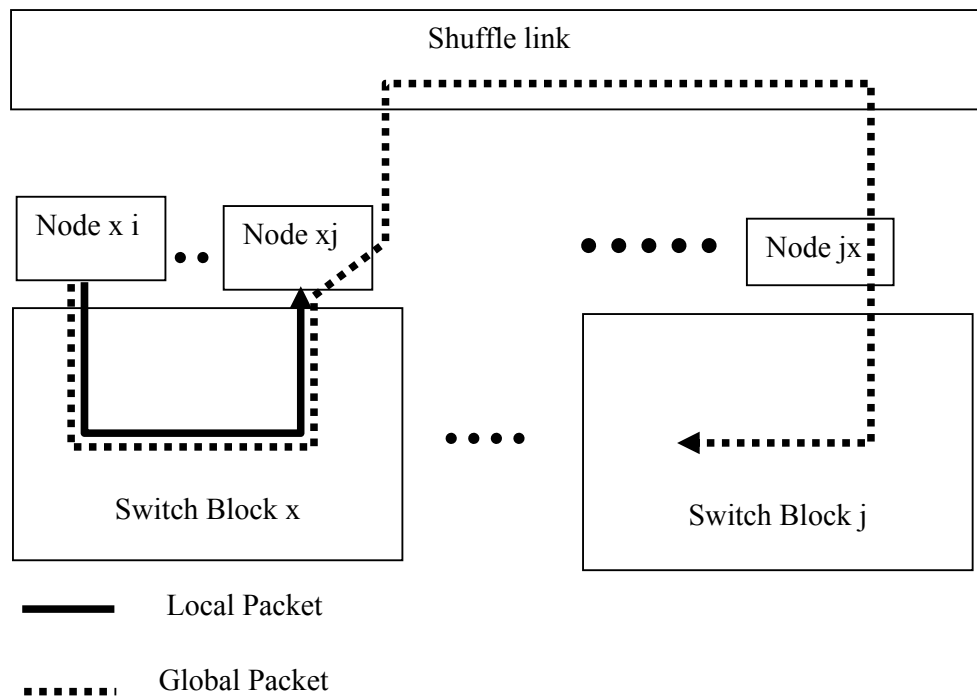 Shuffle link
Node x i
Node xj
Node jx
Switch Block x
Switch Block j
Local Packet
Global Packet